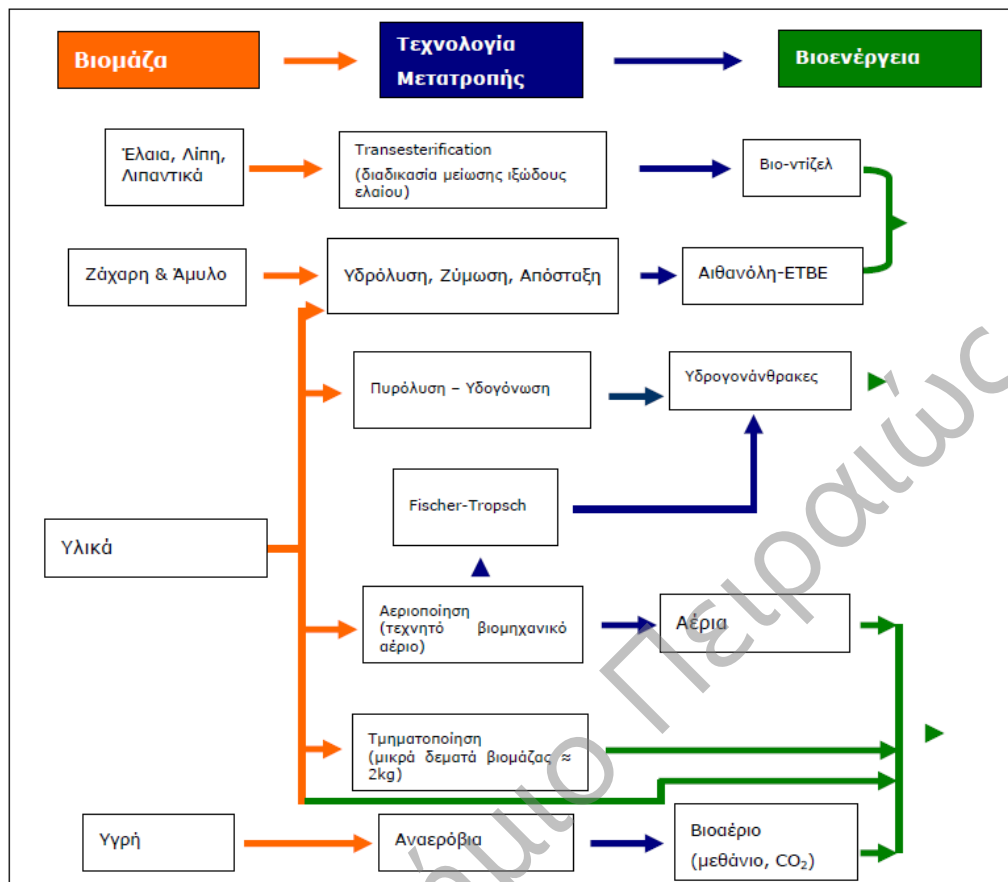 Βιομάζα
Τεχνολογία
Μετατροπής
Βιοενέργεια
Έλαια, Λίπη,
Λιπαντικά
Transesterification
(διαδικασία μείωσης ιξώδους
ελαίου)
Βιο-ντίζελ
Ζάχαρη & Άμυλο
Υδρόλυση, Ζύμωση, Απόσταξη
Αιθανόλη-ETBE
Πυρόλυση – Υδογόνωση
Υδρογονάνθρακες
Fischer-Tropsch
Υλικά
Αεριοποίηση
(τεχνητό βιομηχανικό
αέριο)
Αέρια
Τμηματοποίηση
(μικρά δεματά βιομάζας ≈
2kg)
Υγρή
Αναερόβια
Βιοαέριο
(μεθάνιο, CO₂)
Πειραιώς